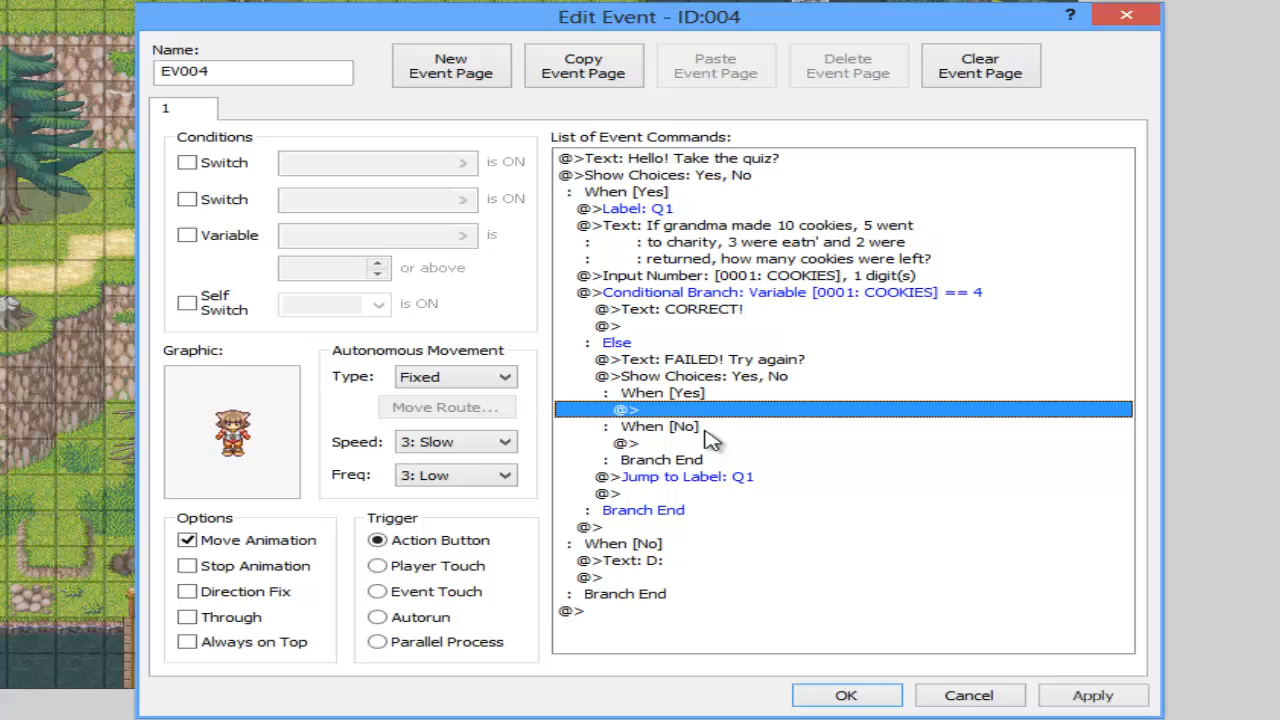 Edit Event - ID:004
?
Name:
EV004
New
Event Page
Copy
Event Page
Paste
Event Page
Delete
Event Page
Clear
Event Page
1
Conditions
Switch
is ON
Switch
is ON
Variable
is
or above
Self
Switch
is ON
Graphic:
Autonomous Movement
Type:
Fixed
Move Route...
Speed:
3: Slow
Freq:
3: Low
Options
Move Animation
Stop Animation
Direction Fix
Through
Always on Top
Trigger
Action Button
Player Touch
Event Touch
Autorun
Parallel Process
List of Event Commands:
@>Text: Hello! Take the quiz?
@>Show Choices: Yes, No
: When [Yes]
@>Label: Q1
@>Text: If grandma made 10 cookies, 5 went
: : to charity, 3 were eatn' and 2 were
: : returned, how many cookies were left?
@>Input Number: [0001: COOKIES], 1 digit(s)
@>Conditional Branch: Variable [0001: COOKIES] == 4
@>Text: CORRECT!
@>
: Else
@>Text: FAILED! Try again?
@>Show Choices: Yes, No
: When [Yes]
@>
: When [No]
@>
: Branch End
@>Jump to Label: Q1
@>
: Branch End
@>
: When [No]
@>Text: D:
@>
: Branch End
@>
OK
Cancel
Apply